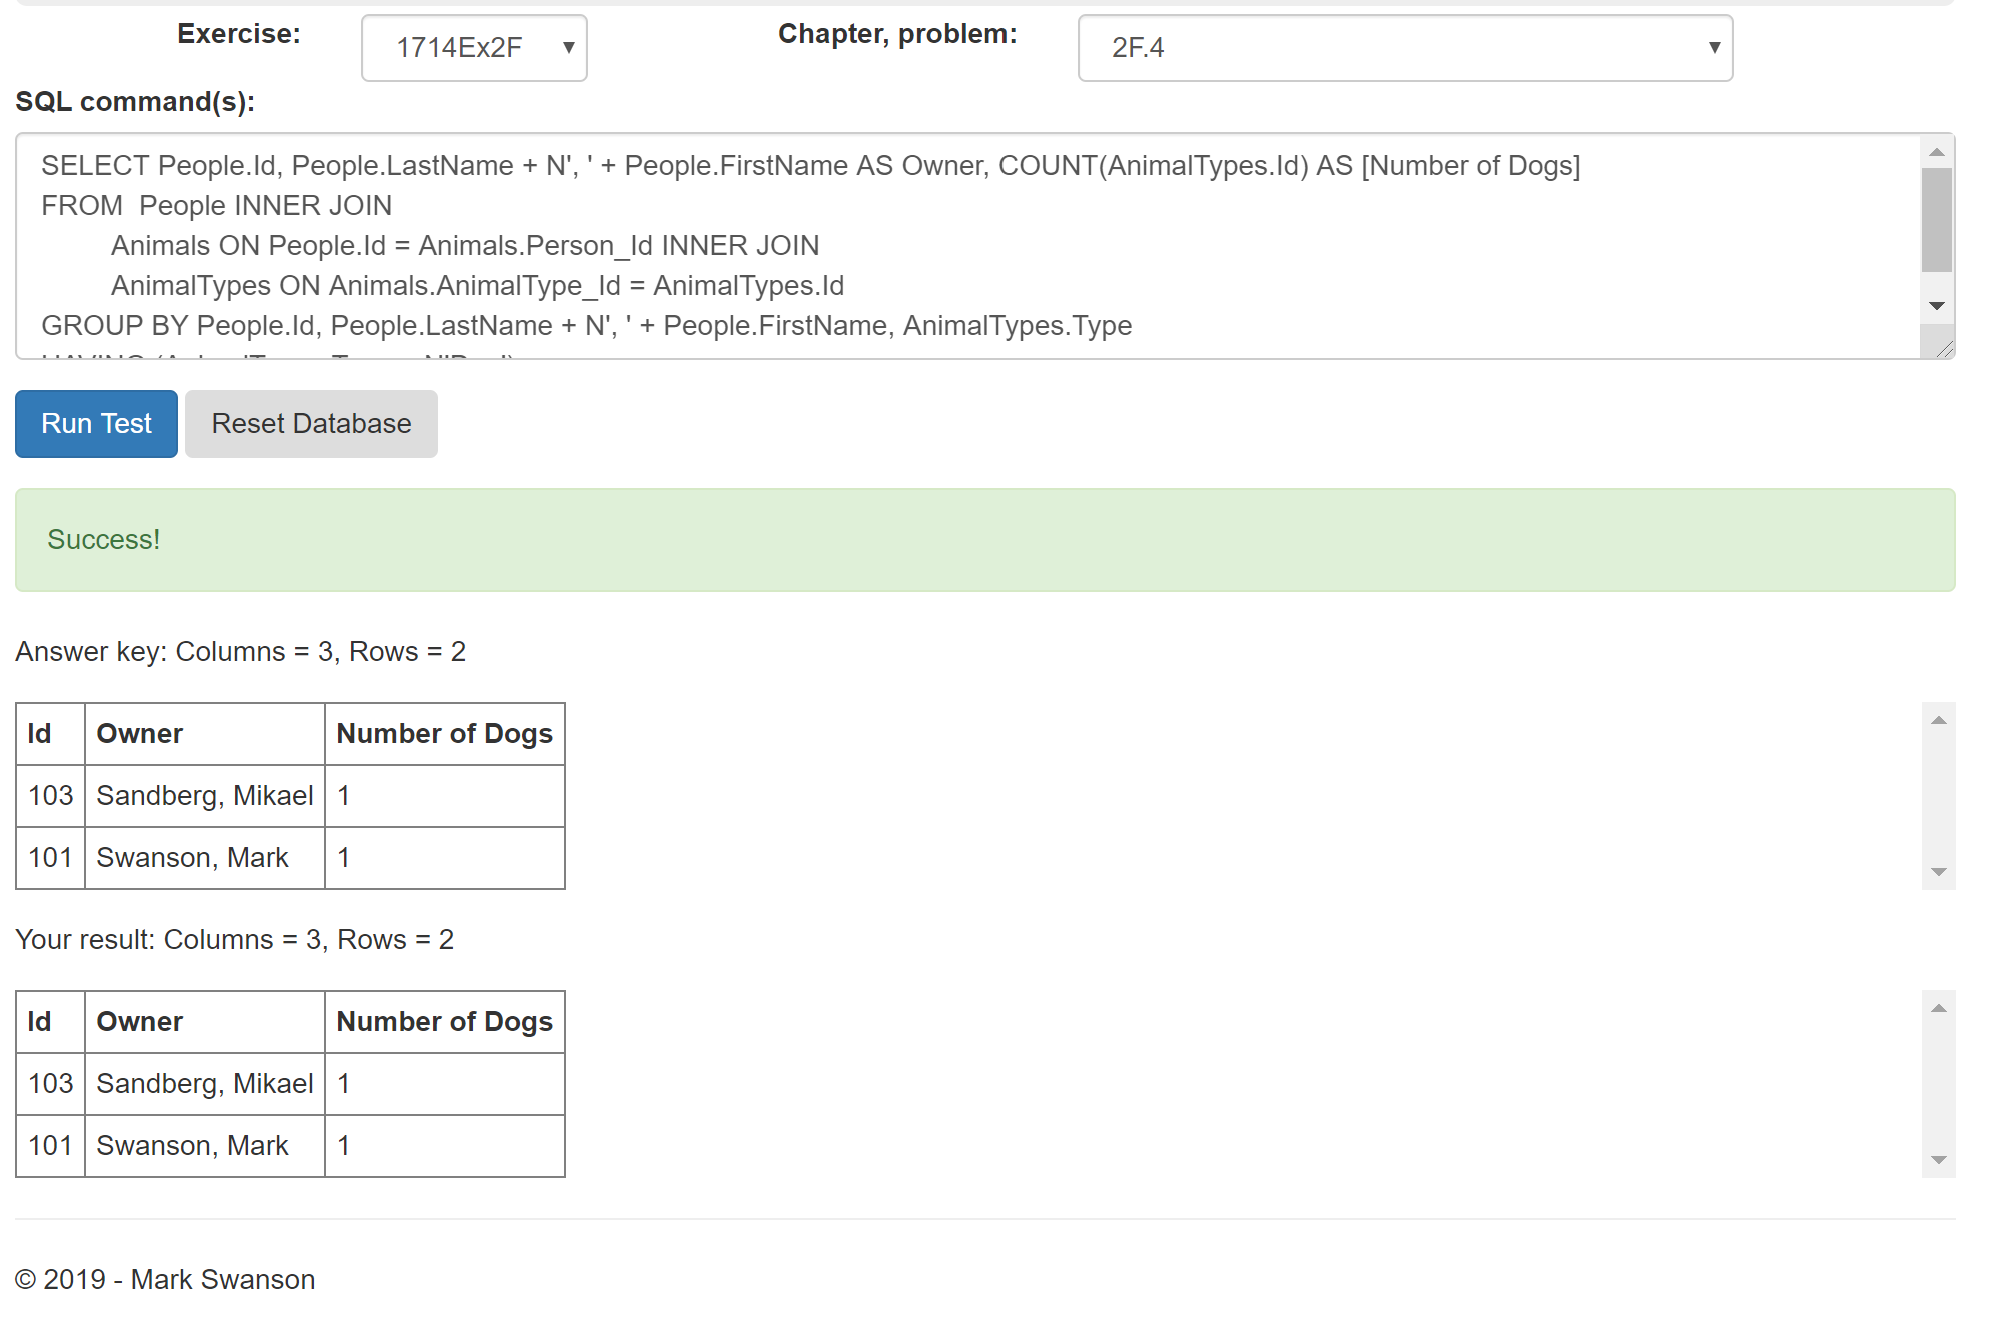 Exercise: 1714Ex2F Chapter, problem: 2F.4
SQL command(s):
SELECT People.Id, People.LastName + N', ' + People.FirstName AS Owner, COUNT(AnimalTypes.Id) AS [Number of Dogs]
FROM  People INNER JOIN
Animals ON People.Id = Animals.Person_Id INNER JOIN
AnimalTypes ON Animals.AnimalType_Id = AnimalTypes.Id
GROUP BY People.Id, People.LastName + N', ' + People.FirstName, AnimalTypes.Type
Run Test Reset Database
Success!
Answer key: Columns = 3, Rows = 2
Id Owner Number of Dogs
103 Sandberg, Mikael 1
101 Swanson, Mark 1
Your result: Columns = 3, Rows = 2
Id Owner Number of Dogs
103 Sandberg, Mikael 1
101 Swanson, Mark 1
© 2019 - Mark Swanson